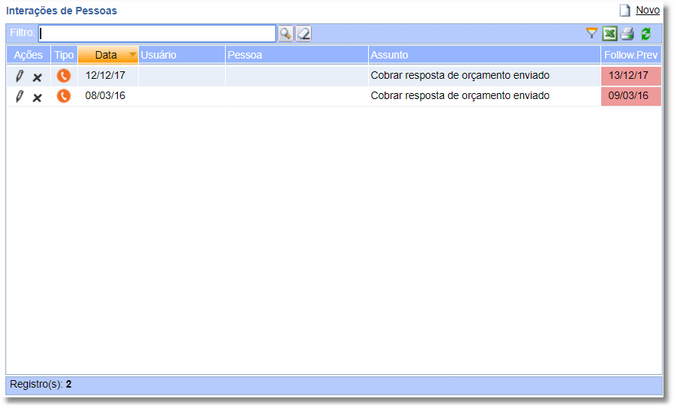 Interações de Pessoas Novo
Filtro:
Ações Tipo Data Usuário Pessoa Assunto Follow.Prev
12/12/17 Cobrar resposta de orçamento enviado 13/12/17
08/03/16 Cobrar resposta de orçamento enviado 09/03/16
Registro(s): 2